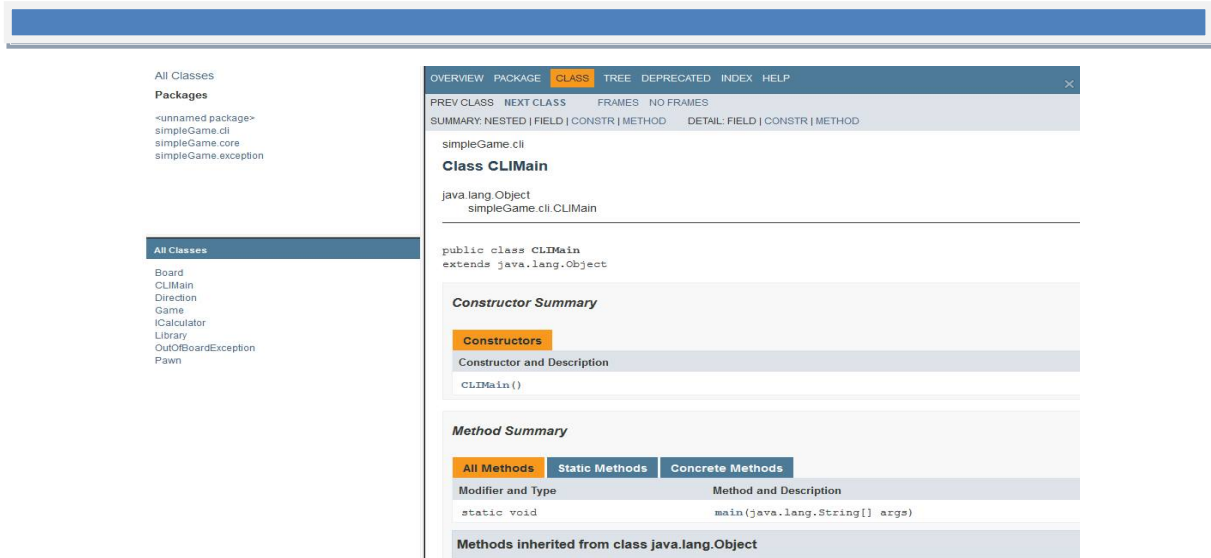 All Classes
Packages
<unnamed package>
simpleGame.cli
simpleGame.core
simpleGame.exception
All Classes
Board
CLIMain
Direction
Game
ICalculator
Library
OutOfBoardException
Pawn
OVERVIEW PACKAGE CLASS TREE DEPRECATED INDEX HELP ×
PREV CLASS NEXT CLASS FRAMES NO FRAMES
SUMMARY: NESTED | FIELD | CONSTR | METHOD DETAIL: FIELD | CONSTR | METHOD
simpleGame.cli
Class CLIMain
java.lang.Object
simpleGame.cli.CLIMain
public class CLIMain
extends java.lang.Object
Constructor Summary
Constructors
Constructor and Description
CLIMain()
Method Summary
All Methods Static Methods Concrete Methods
Modifier and Type Method and Description
static void main(java.lang.String[] args)
Methods inherited from class java.lang.Object